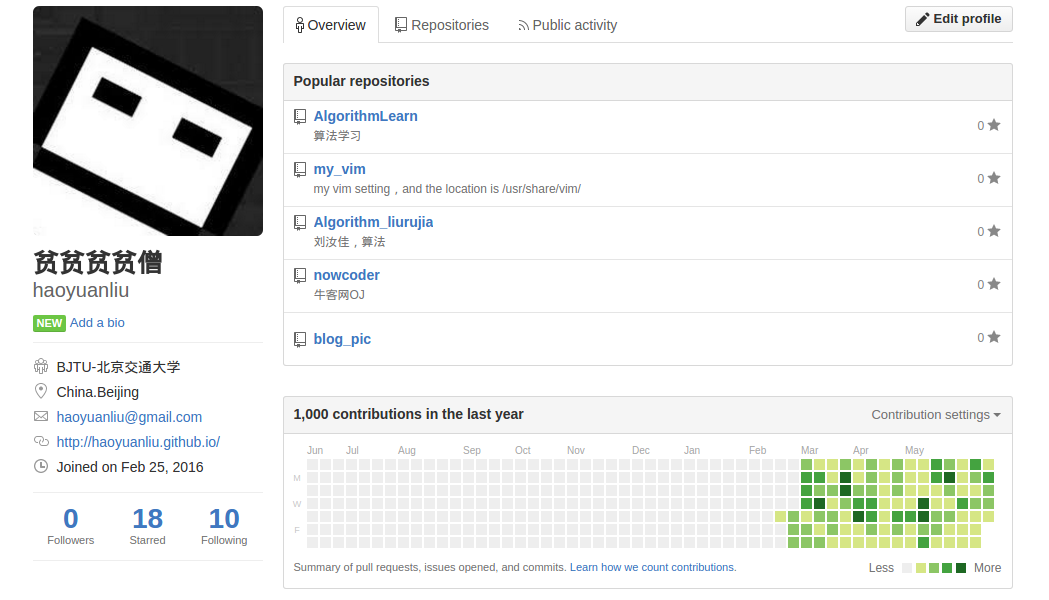 Overview
Repositories
Public activity
Edit profile
Popular repositories
AlgorithmLearn
算法学习
0
my_vim
my vim setting，and the location is /usr/share/vim/
0
Algorithm_liurujia
刘汝佳，算法
0
nowcoder
牛客网OJ
0
blog_pic
0
贫贫贫贫僧
haoyuanliu
NEW Add a bio
BJTU-北京交通大学
China.Beijing
haoyuanliu@gmail.com
http://haoyuanliu.github.io/
Joined on Feb 25, 2016
0 18 10
Followers Starred Following
1,000 contributions in the last year
Contribution settings
Jun Jul Aug Sep Oct Nov Dec Jan Feb Mar Apr May
M
W
F
Summary of pull requests, issues opened, and commits. Learn how we count contributions.
Less More